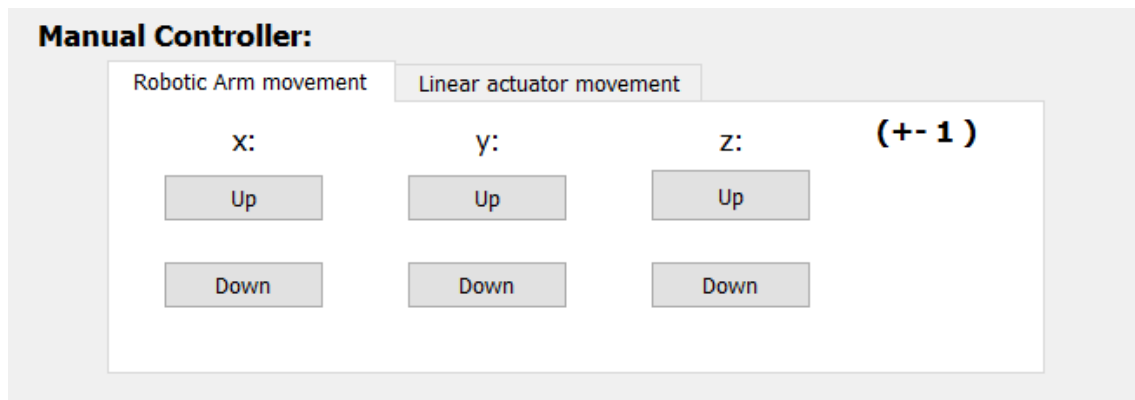 Manual Controller:
Robotic Arm movement Linear actuator movement
x: y: z: (+- 1 )
Up Up Up
Down Down Down